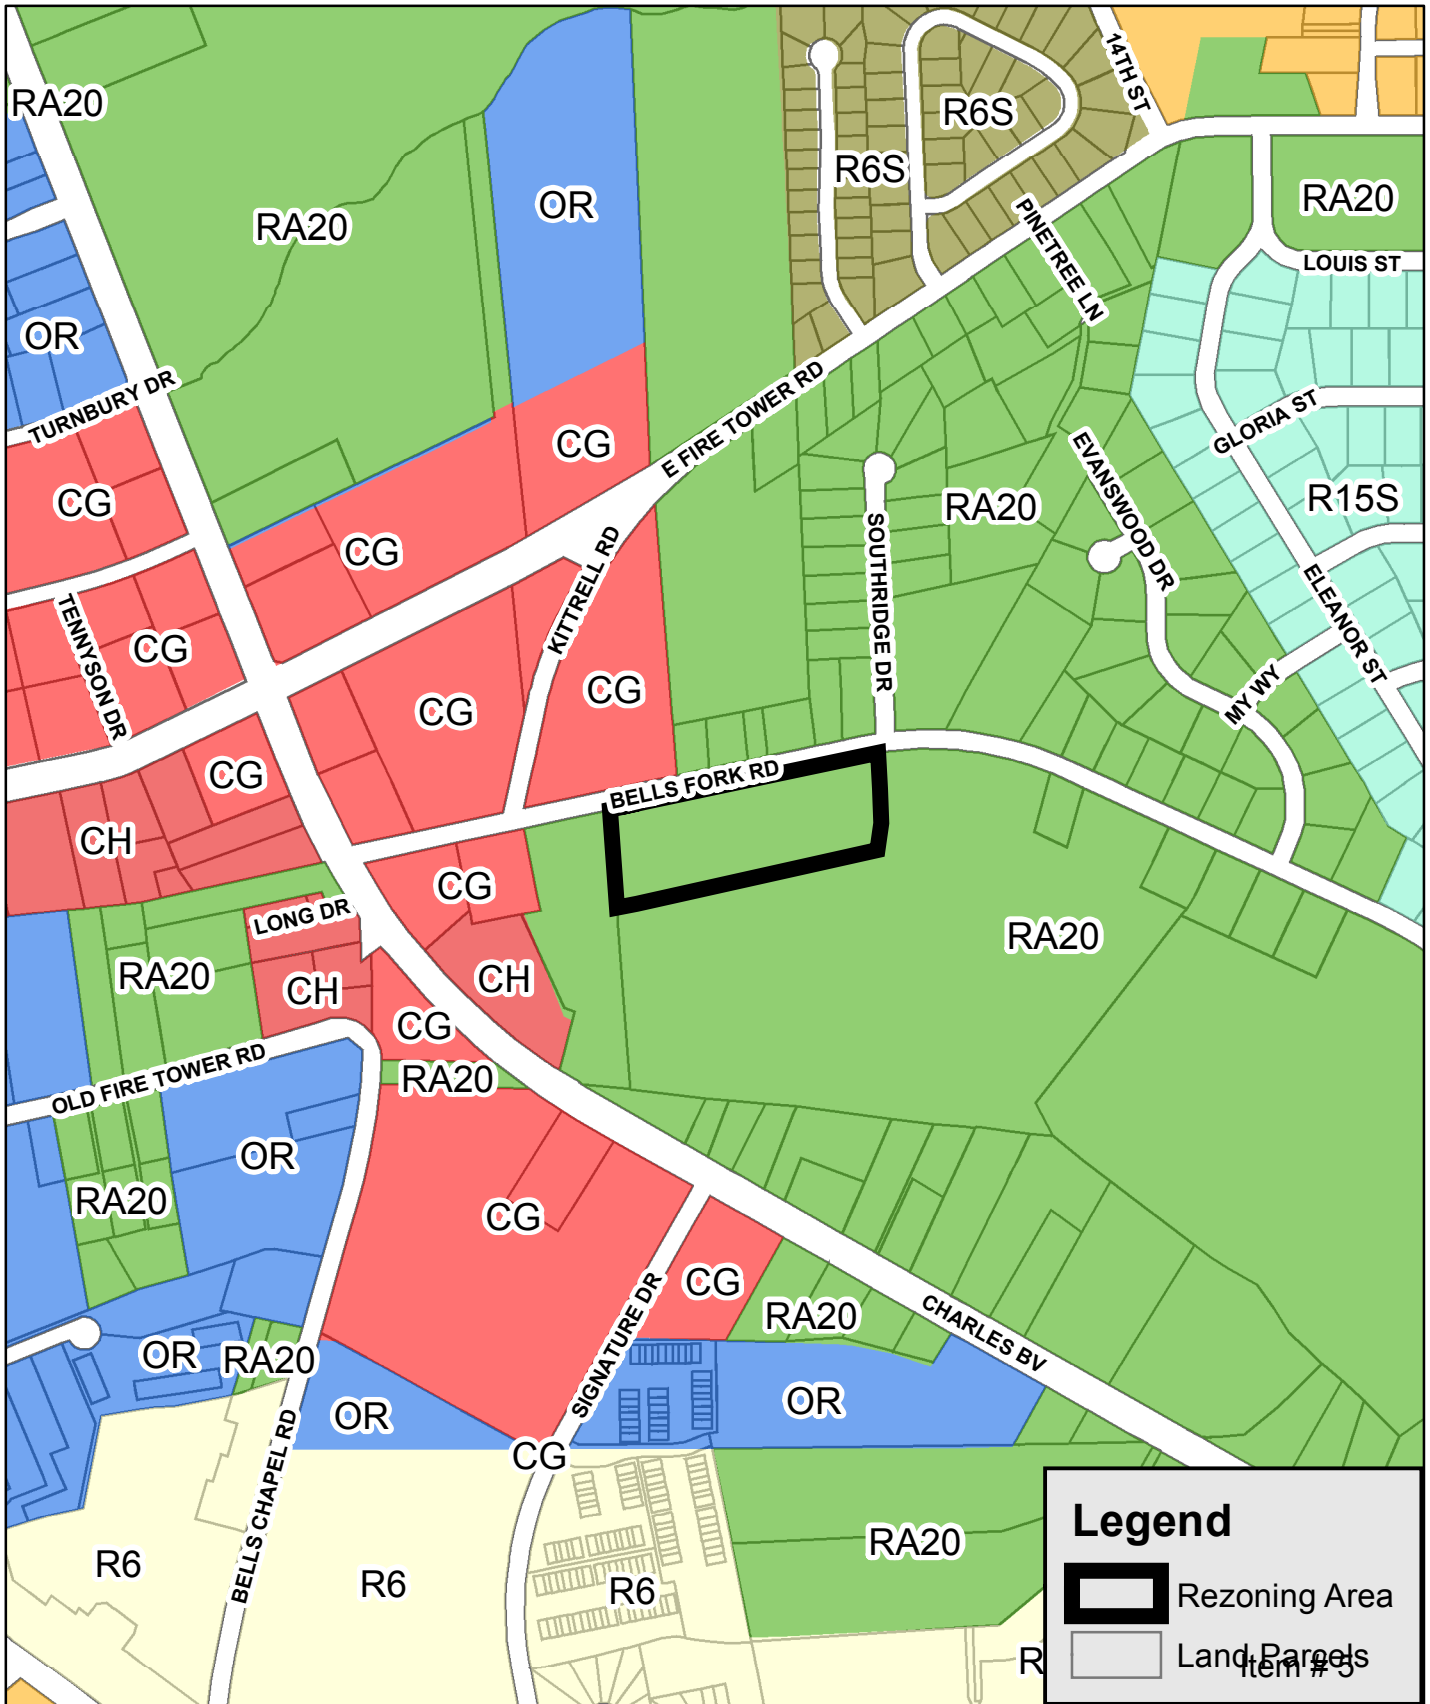 14TH ST
RA20
R6S
R6S
RA20
OR
RA20
PINETREE LN
LOUIS ST
OR
TURNBURY DR
E FIRE TOWER RD
GLORIA ST
CG
EVANSWOOD DR
CG
RA20
R15S
CG
KITTRELL RD
SOUTHRIDGE DR
TENNYSON DR
CG
ELEANOR ST
CG
CG
MY WY
CG
BELLS FORK RD
CH
CG
LONG DR
RA20
RA20
CH
CH
CG
OLD FIRE TOWER RD
RA20
OR
RA20
CG
CG
SIGNATURE DR
RA20
CHARLES BV
OR
RA20
OR
OR
BELLS CHAPEL RD
CG
RA20
R6
R6
R6
R
Legend
Rezoning Area
Land Parcels
Item # 5